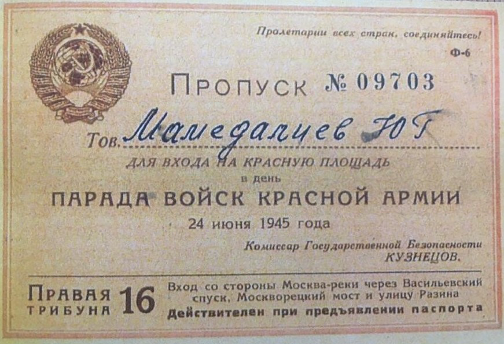 Пролетарии всех стран, соединяйтесь!
Ф-6
ПРОПУСК № 09703
Тов. Мамедалиев Ю Г
ДЛЯ ВХОДА НА КРАСНУЮ ПЛОЩАДЬ
в день
ПАРАДА ВОЙСК КРАСНОЙ АРМИИ
24 июня 1945 года
Комиссар Государственной Безопасности
КУЗНЕЦОВ.
ПРАВАЯ
ТРИБУНА 16
Вход со стороны Москва-реки через Васильевский
спуск, Москворецкий мост и улицу Разина
Действителен при предъявлении паспорта